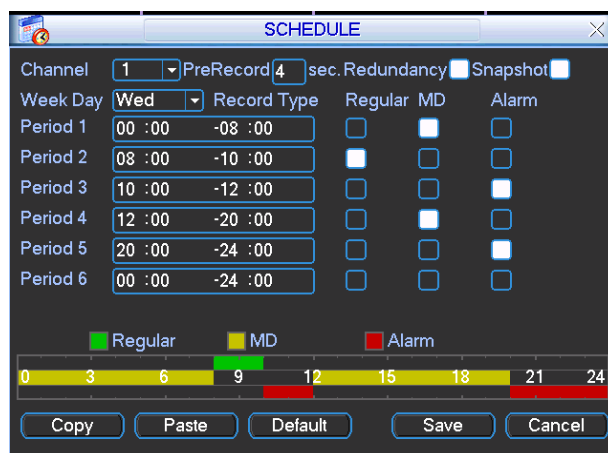 SCHEDULE
Channel 1 PreRecord 4 sec. Redundancy Snapshot
Week Day Wed Record Type Regular MD Alarm
Period 1 00 :00 -08 :00
Period 2 08 :00 -10 :00
Period 3 10 :00 -12 :00
Period 4 12 :00 -20 :00
Period 5 20 :00 -24 :00
Period 6 00 :00 -24 :00
Regular MD Alarm
0 3 6 9 12 15 18 21 24
Copy Paste Default Save Cancel